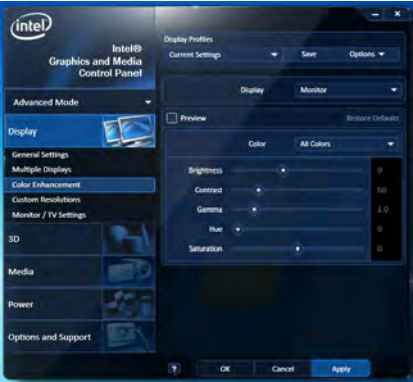 intel
Intel®
Graphics and Media
Control Panel
Advanced Mode
Display
General Settings
Multiple Displays
Color Enhancement
Custom Resolutions
Monitor / TV Settings
3D
Media
Power
Options and Support
Display Profiles
Current Settings
Save
Options
Display
Monitor
Preview
Restore Defaults
Color
All Colors
Brightness
0
Contrast
50
Gamma
1.0
Hue
0
Saturation
0
?
OK
Cancel
Apply